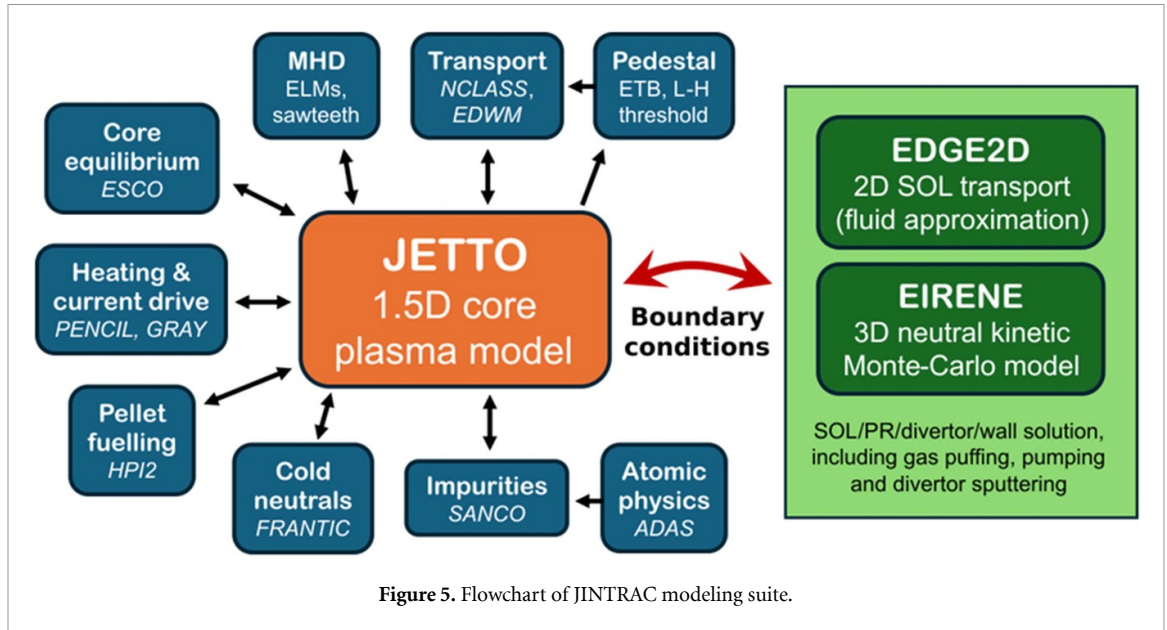 MHD
ELMs,
sawteeth
Transport
NCLASS,
EDWM
Pedestal
ETB, L-H
threshold
Core
equilibrium
ESCO
Heating &
current drive
PENCIL, GRAY
Pellet
fuelling
HPI2
Cold
neutrals
FRANTIC
Impurities
SANCO
Atomic
physics
ADAS
JETTO
1.5D core
plasma model
Boundary
conditions
EDGE2D
2D SOL transport
(fluid approximation)
EIRENE
3D neutral kinetic
Monte-Carlo model
SOL/PR/divertor/wall solution,
including gas puffing, pumping
and divertor sputtering
Figure 5. Flowchart of JINTRAC modeling suite.